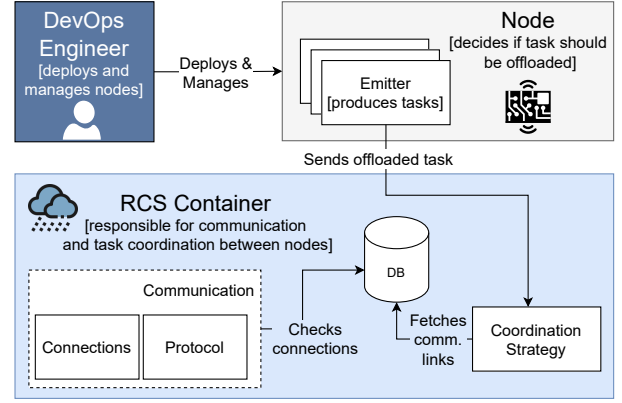 DevOps
Engineer
[deploys and
manages nodes]
Deploys &
Manages
Node
[decides if task should
be offloaded]
Emitter
[produces tasks]
Sends offloaded task
RCS Container
[responsible for communication
and task coordination between nodes]
DB
Communication
Connections
Protocol
Checks
connections
Fetches
comm.
links
Coordination
Strategy